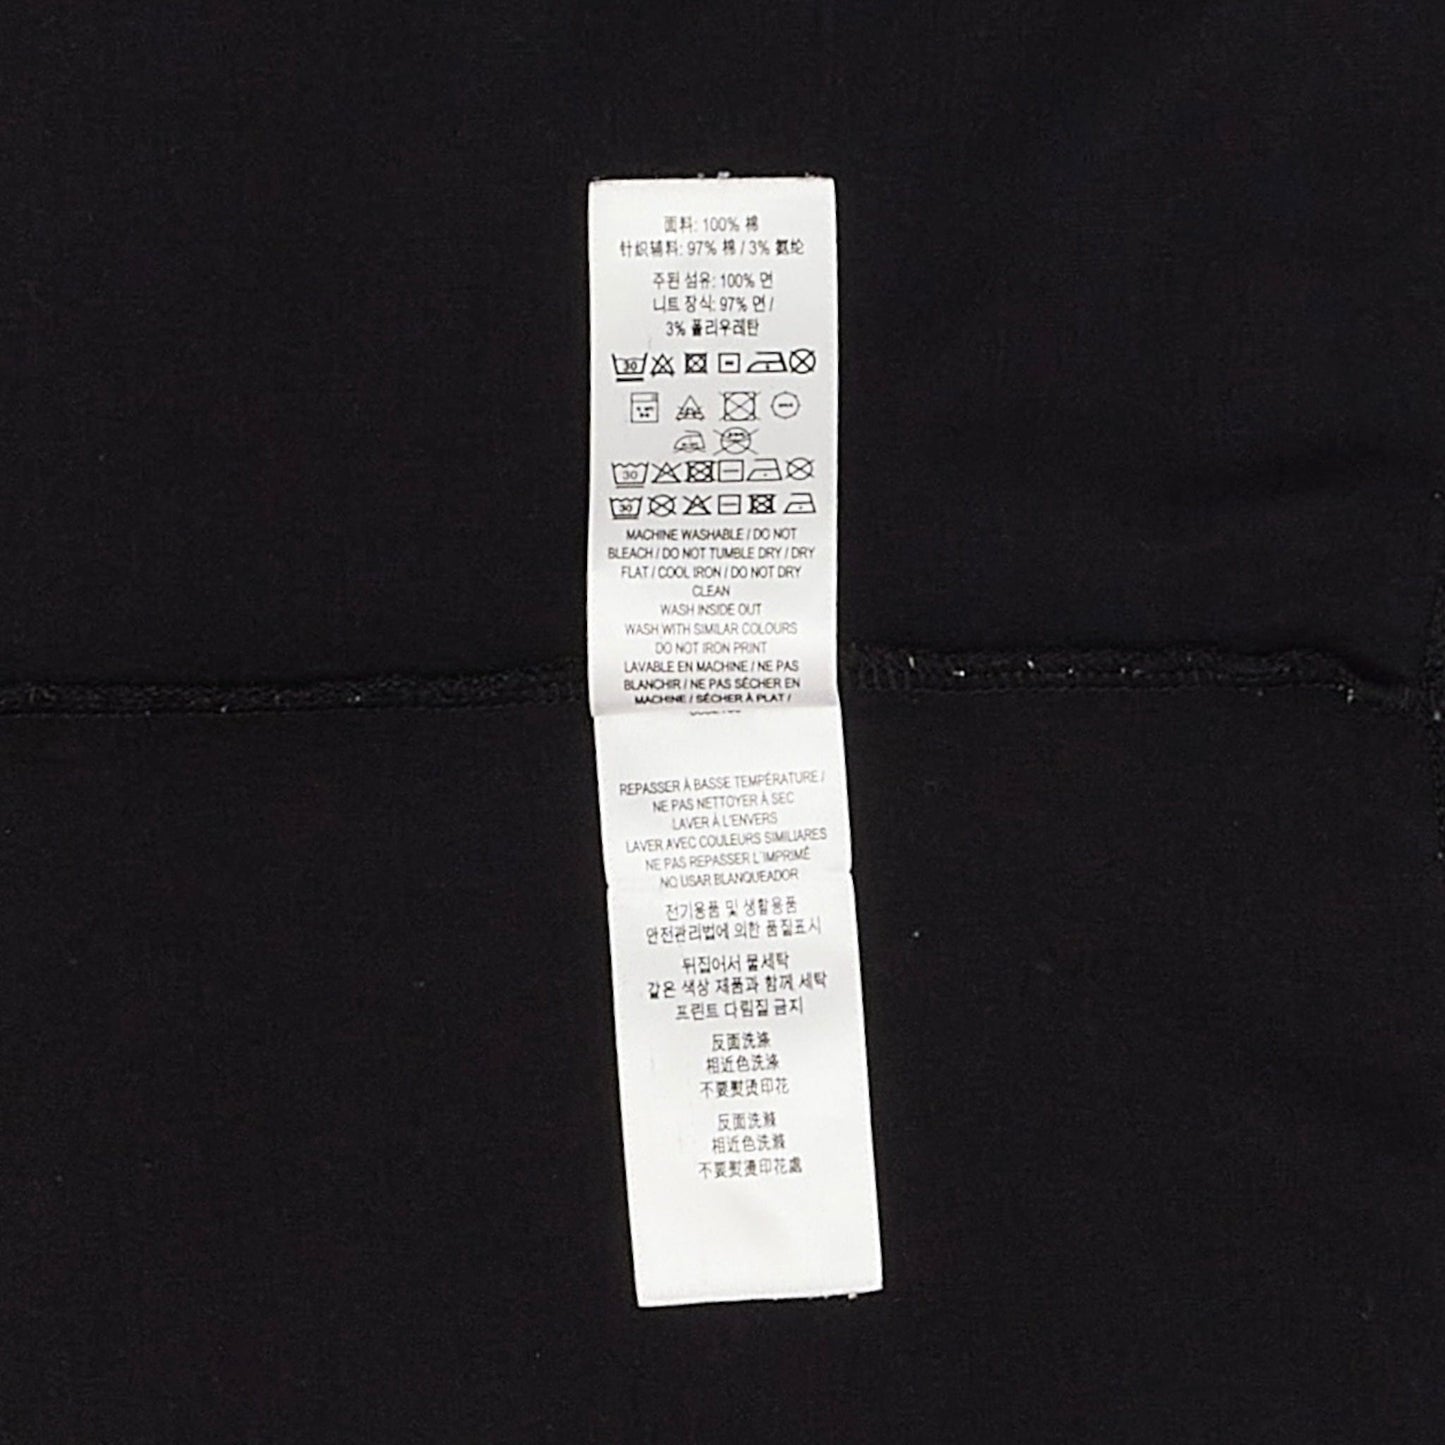 面料: 100% 棉
针织辅料: 97% 棉 / 3% 氨纶
주된 섬유: 100% 면
니트 장식: 97% 면 /
3% 폴리우레탄
30
30
30
MACHINE WASHABLE / DO NOT
BLEACH / DO NOT TUMBLE DRY / DRY
FLAT / COOL IRON / DO NOT DRY
CLEAN
WASH INSIDE OUT
WASH WITH SIMILAR COLOURS
DO NOT IRON PRINT
LAVABLE EN MACHINE / NE PAS
BLANCHIR / NE PAS SÉCHER EN
MACHINE / SÉCHER À PLAT /
REPASSER À BASSE TEMPÉRATURE /
NE PAS NETTOYER À SEC
LAVER À L'ENVERS
LAVER AVEC COULEURS SIMILIARES
NE PAS REPASSER L'IMPRIMÉ
NO USAR BLANQUEADOR
전기용품 및 생활용품
안전관리법에 의한 품질표시
뒤집어서 물세탁
같은 색상 제품과 함께 세탁
프린트 다림질 금지
反面洗涤
相近色洗涤
不要熨烫印花
反面洗滌
相近色洗滌
不要熨燙印花處